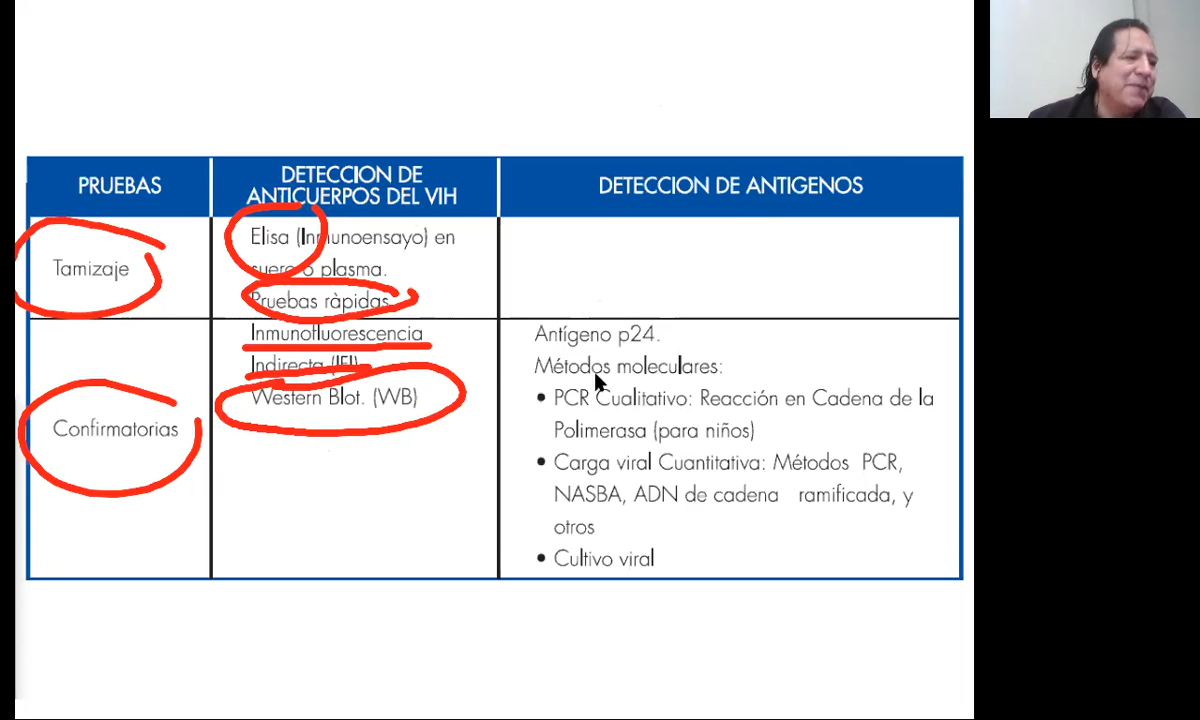 PRUEBAS
DETECCION DE
ANTICUERPOS DEL VIH
DETECCION DE ANTIGENOS
Tamizaje
Elisa (Inmunoensayo) en
suero o plasma.
Pruebas ràpidas
Confirmatorias
Inmunofluorescencia
Indirecta (IFI)
Western Blot. (WB)
Antígeno p24.
Métodos moleculares:
• PCR Cualitativo: Reacción en Cadena de la
Polimerasa (para niños)
• Carga viral Cuantitativa: Métodos PCR,
NASBA, ADN de cadena ramificada, y
otros
• Cultivo viral